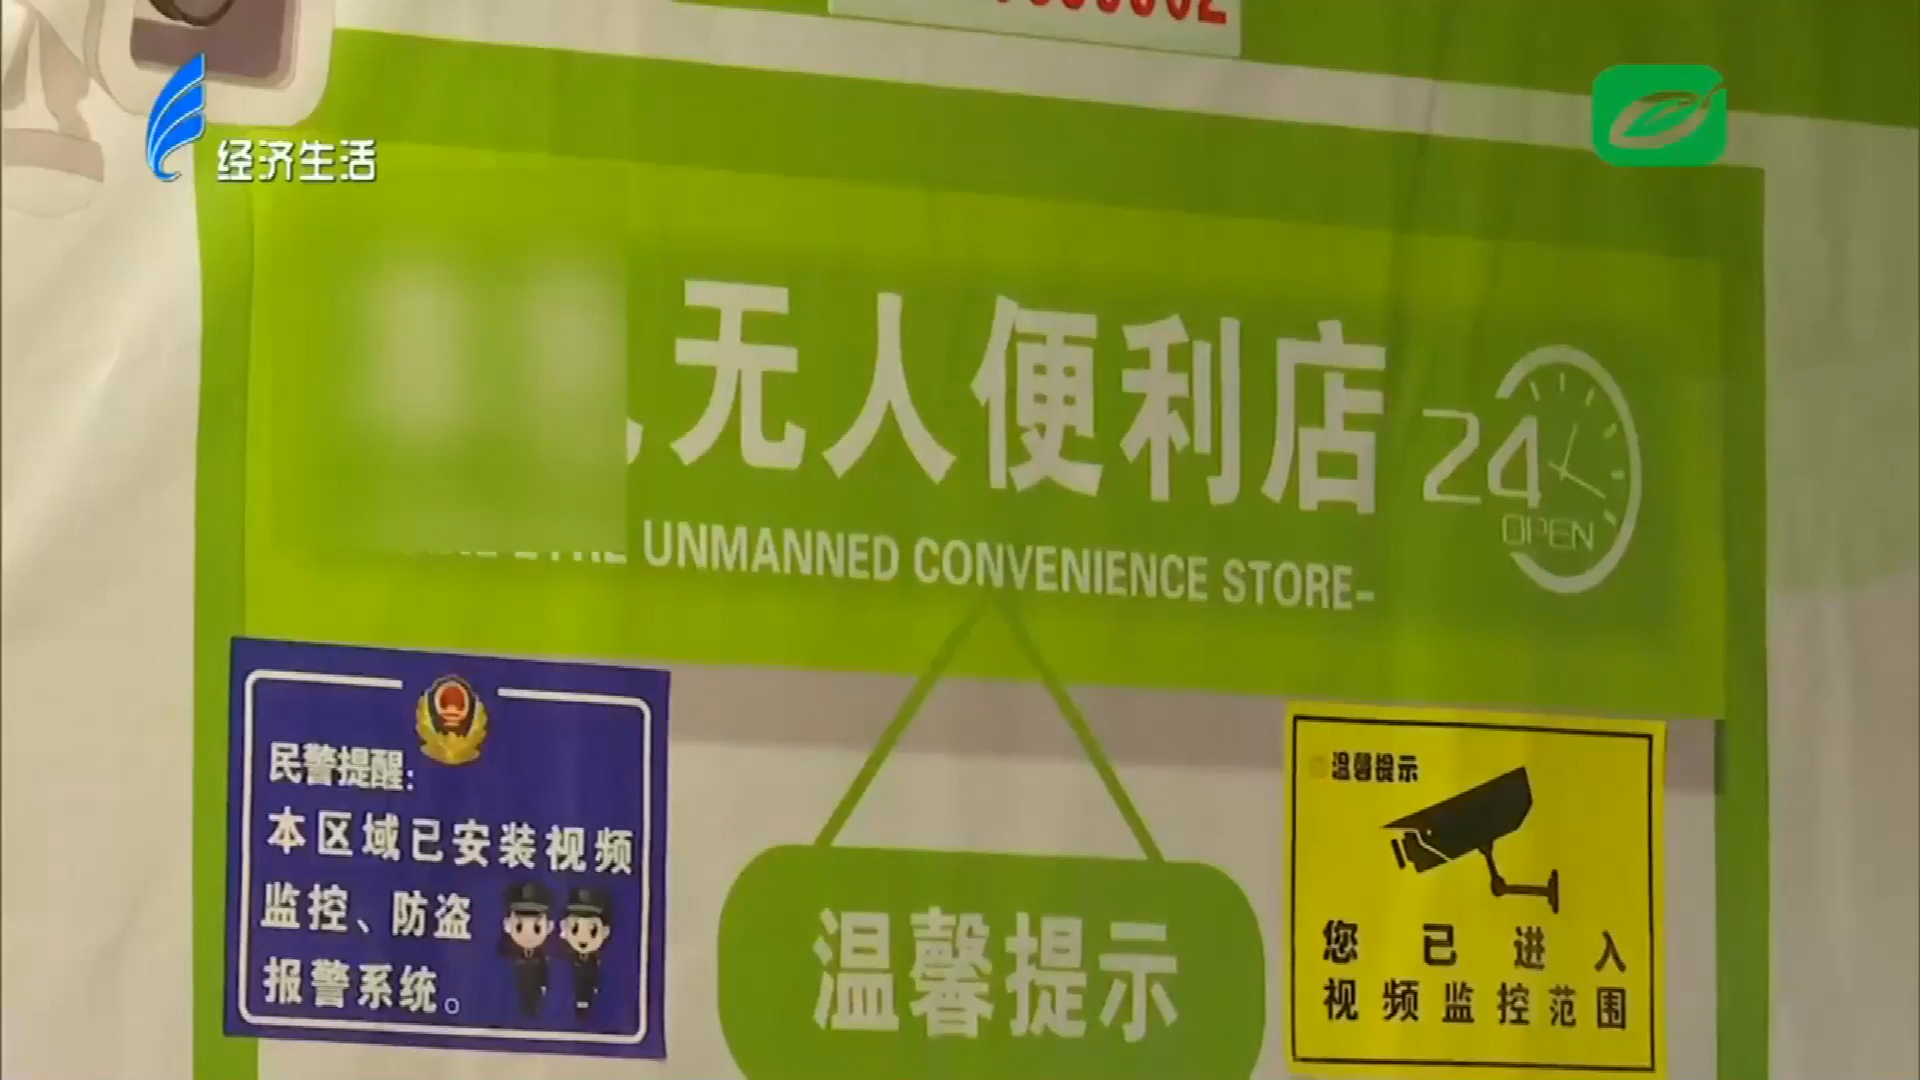 经济生活
无人便利店
24
OPEN
UNMANNED CONVENIENCE STORE-
民警提醒:
本区域已安装视频
监控、防盗
报警系统。
温馨提示
温馨提示
您已进入
视频监控范围